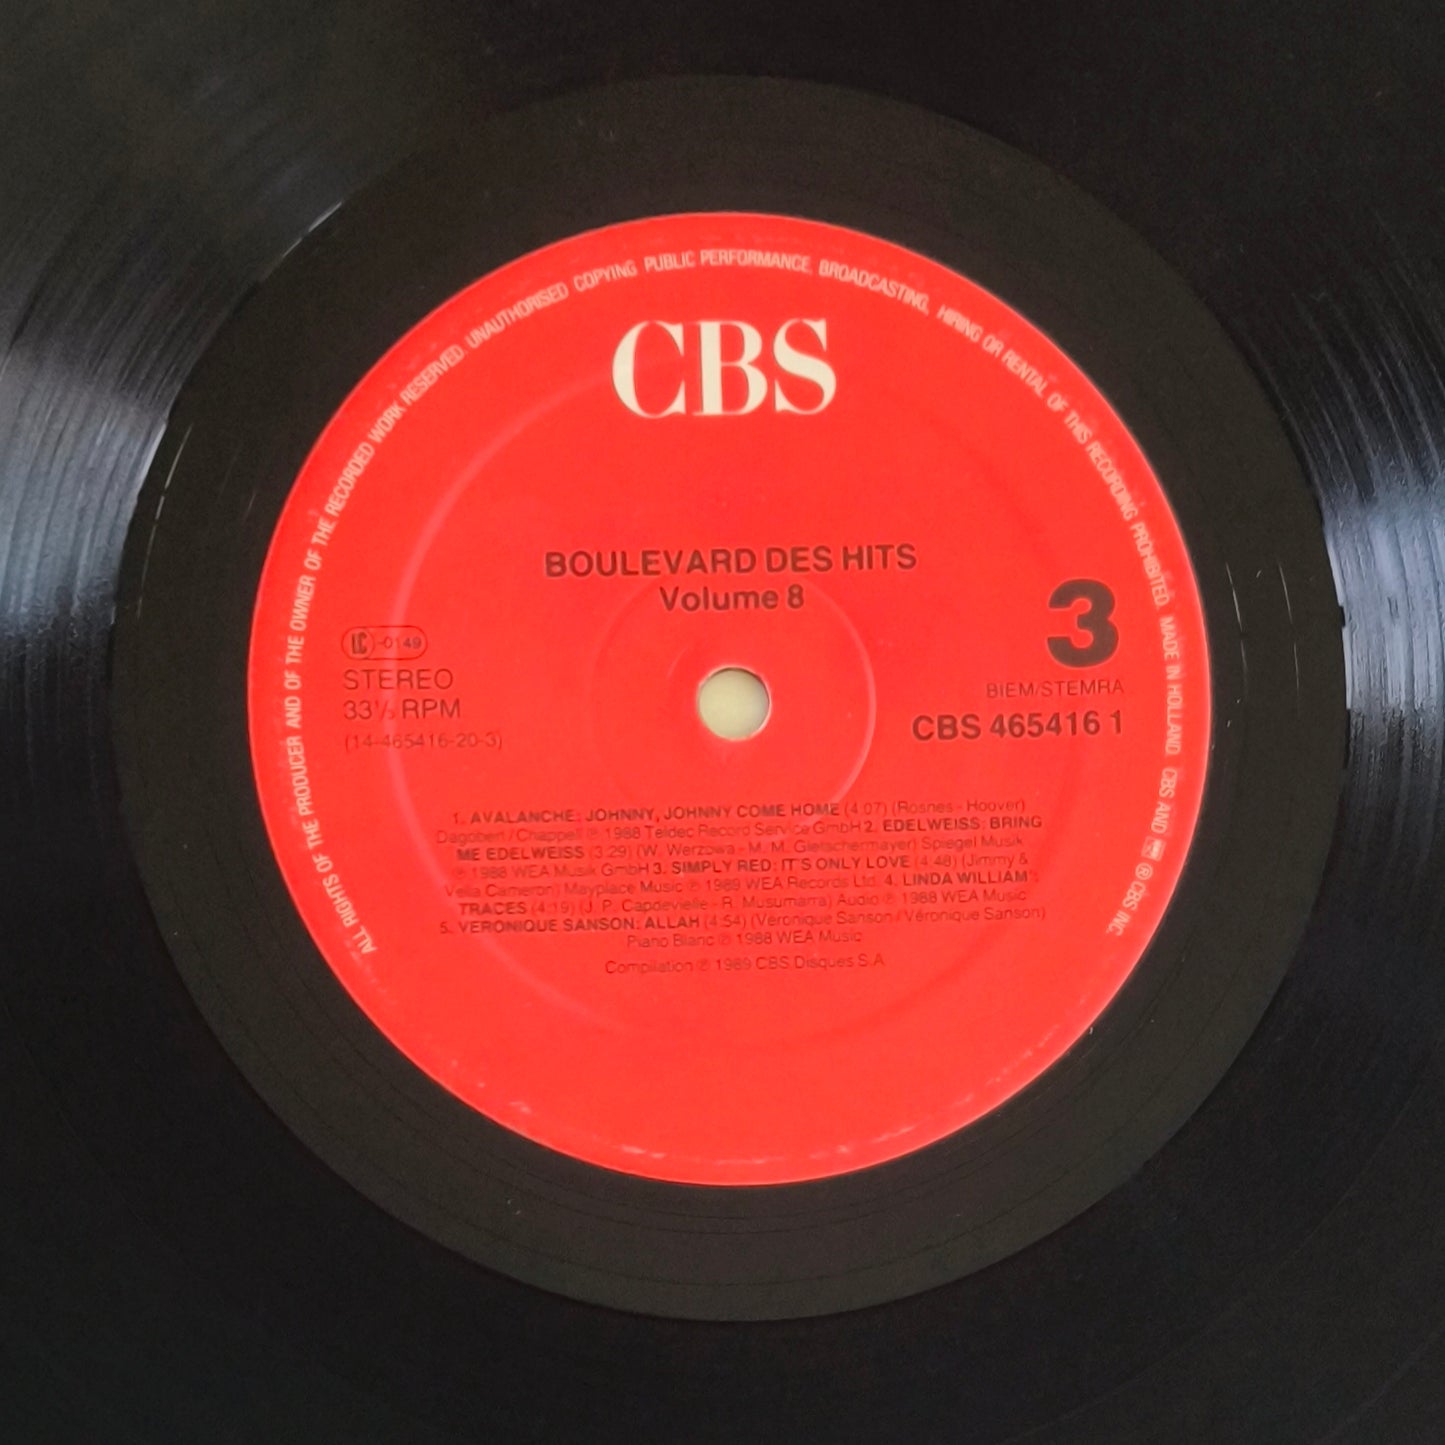 ALL RIGHTS OF THE PRODUCER AND OF THE OWNER OF THE RECORDED WORK RESERVED. UNAUTHORISED COPYING PUBLIC PERFORMANCE, BROADCASTING, HIRING OR RENTAL OF THIS RECORDING PROHIBITED. MADE IN HOLLAND. CBS AND ℗ CBS INC.
CBS
BOULEVARD DES HITS
Volume 8
3
LC -0149
STEREO
33⅓ RPM
(14-465416-20-3)
BIEM/STEMRA
CBS 465416 1
1. AVALANCHE: JOHNNY, JOHNNY COME HOME (4:07) (Rosnes - Hoover)
Dagobert / Chappell ℗ 1988 Teldec Record Service GmbH 2. EDELWEISS: BRING
ME EDELWEISS (3:29) (W. Werzowa - M. M. Gletschermayer) Spiegel Musik
℗ 1988 WEA Musik GmbH 3. SIMPLY RED: IT'S ONLY LOVE (4:48) (Jimmy &
Vella Cameron) Mayplace Music ℗ 1989 WEA Records Ltd. 4. LINDA WILLIAM':
TRACES (4:19) (J. P. Capdevielle - R. Musumarra) Audio ℗ 1988 WEA Music
5. VERONIQUE SANSON: ALLAH (4:54) (Véronique Sanson / Véronique Sanson)
Piano Blanc ℗ 1988 WEA Music
Compilation ℗ 1989 CBS Disques S.A.